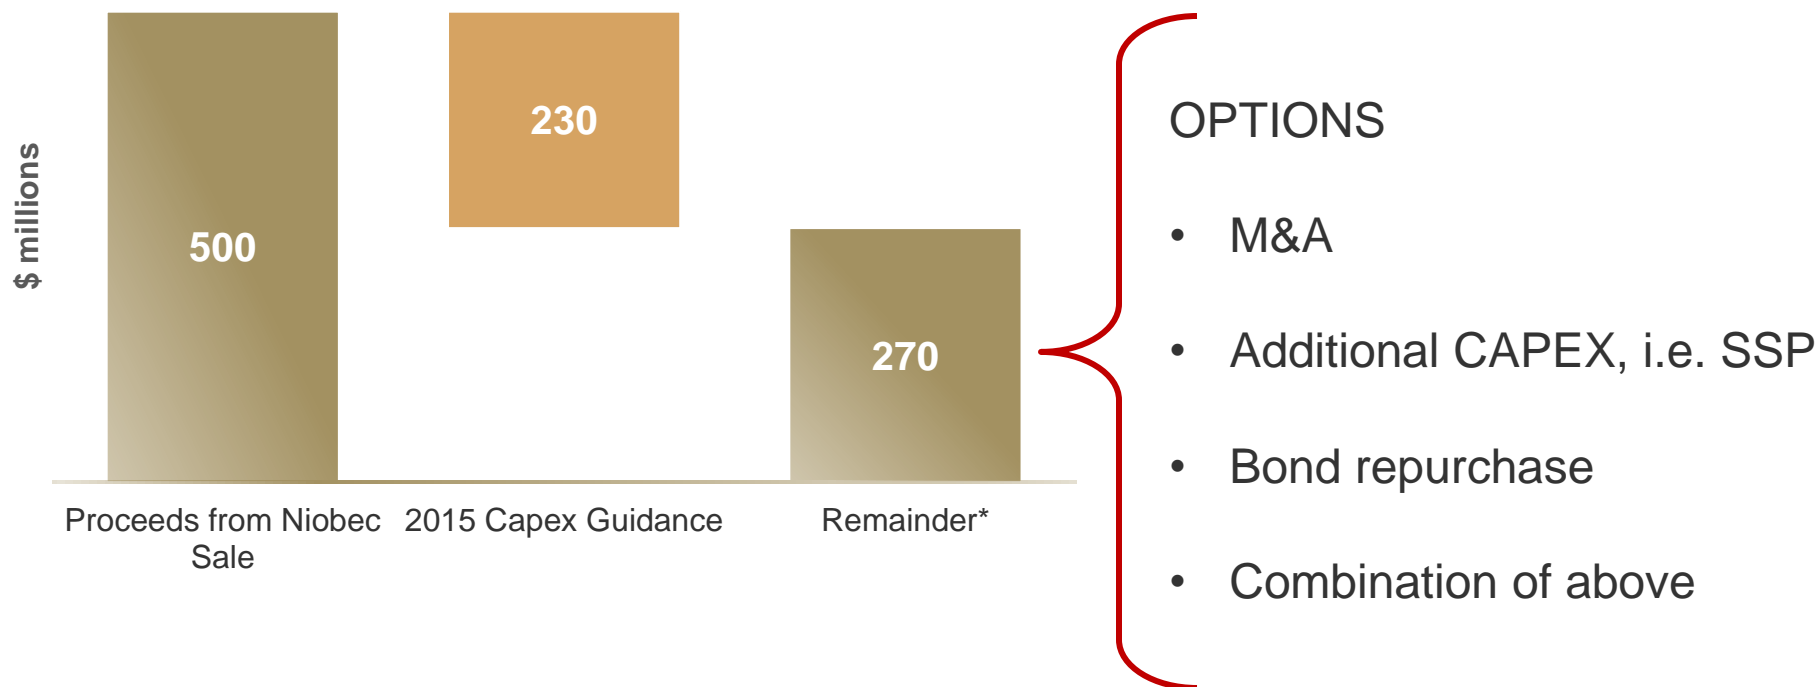 $ millions
500
230
270
Proceeds from Niobec
Sale
2015 Capex Guidance
Remainder*
OPTIONS
• M&A
• Additional CAPEX, i.e. SSP
• Bond repurchase
• Combination of above